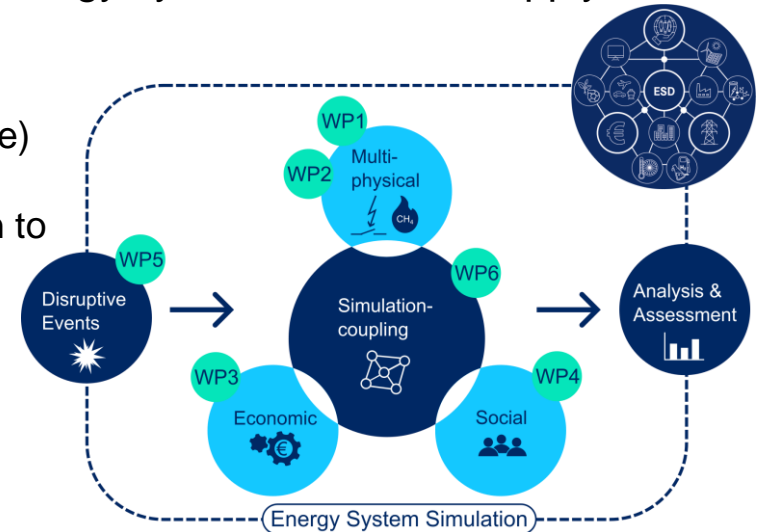 e)
n to
ESD
WP1
WP2
Multi-
physical
CH₄
WP5
Disruptive
Events
WP6
Simulation-
coupling
Analysis &
Assessment
WP3
Economic
€
WP4
Social
€
Energy System Simulation